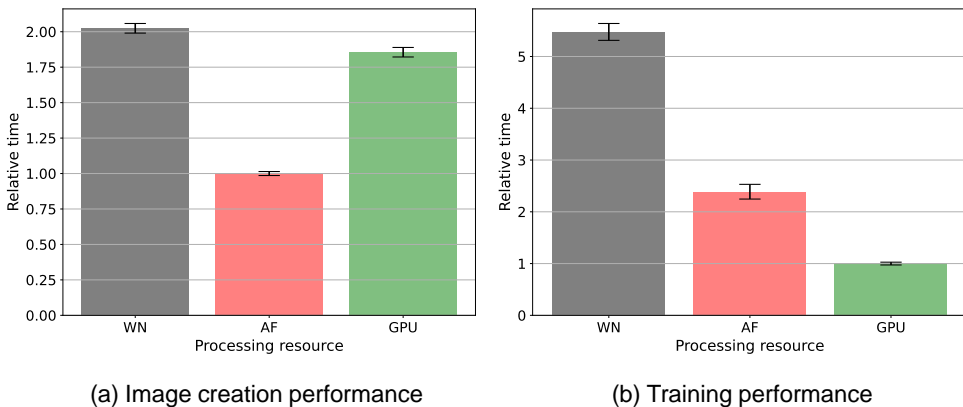 2.00
1.75
1.50
1.25
1.00
0.75
0.50
0.25
0.00
Relative time
WN AF GPU
Processing resource
(a) Image creation performance
5
4
3
2
1
0
Relative time
WN AF GPU
Processing resource
(b) Training performance